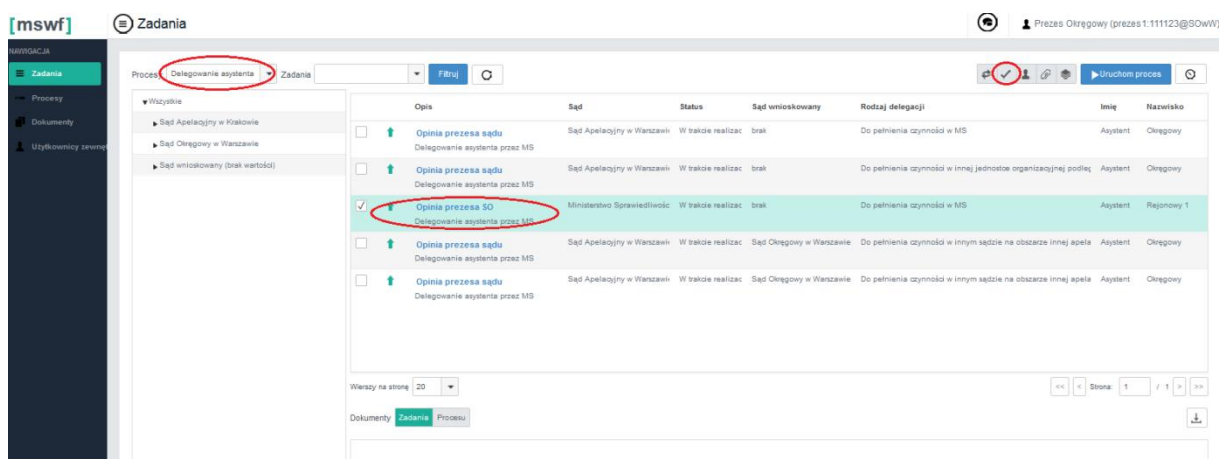 [mswf]
Zadania
Prezes Okręgowy (prezes1:111123@SOwW)
NAWIGACJA
Zadania
Procesy
Dokumenty
Użytkownicy zewnęt
Procesy Delegowanie asystenta Zadania Filtruj Uruchom proces
Wszystkie
Sąd Apelacyjny w Krakowie
Sąd Okręgowy w Warszawie
Sąd wnioskowany (brak wartości)
Opis Sąd Status Sąd wnioskowany Rodzaj delegacji Imię Nazwisko
Opinia prezesa sądu Sąd Apelacyjny w Warszawie W trakcie realizac brak Do pełnienia czynności w MS Asystent Okręgowy
Delegowanie asystenta przez MS
Opinia prezesa sądu Sąd Apelacyjny w Warszawie W trakcie realizac brak Do pełnienia czynności w innej jednostce organizacyjnej podleg Asystent Okręgowy
Delegowanie asystenta przez MS
Opinia prezesa SO Ministerstwo Sprawiedliwośc W trakcie realizac brak Do pełnienia czynności w MS Asystent Rejonowy 1
Delegowanie asystenta przez MS
Opinia prezesa sądu Sąd Apelacyjny w Warszawie W trakcie realizac Sąd Okręgowy w Warszawie Do pełnienia czynności w innym sądzie na obszarze innej apela Asystent Okręgowy
Delegowanie asystenta przez MS
Opinia prezesa sądu Sąd Apelacyjny w Warszawie W trakcie realizac Sąd Okręgowy w Warszawie Do pełnienia czynności w innym sądzie na obszarze innej apela Asystent Okręgowy
Delegowanie asystenta przez MS
Wierszy na stronę 20 << < Strona: 1 / 1 > >>
Dokumenty Zadania Procesu